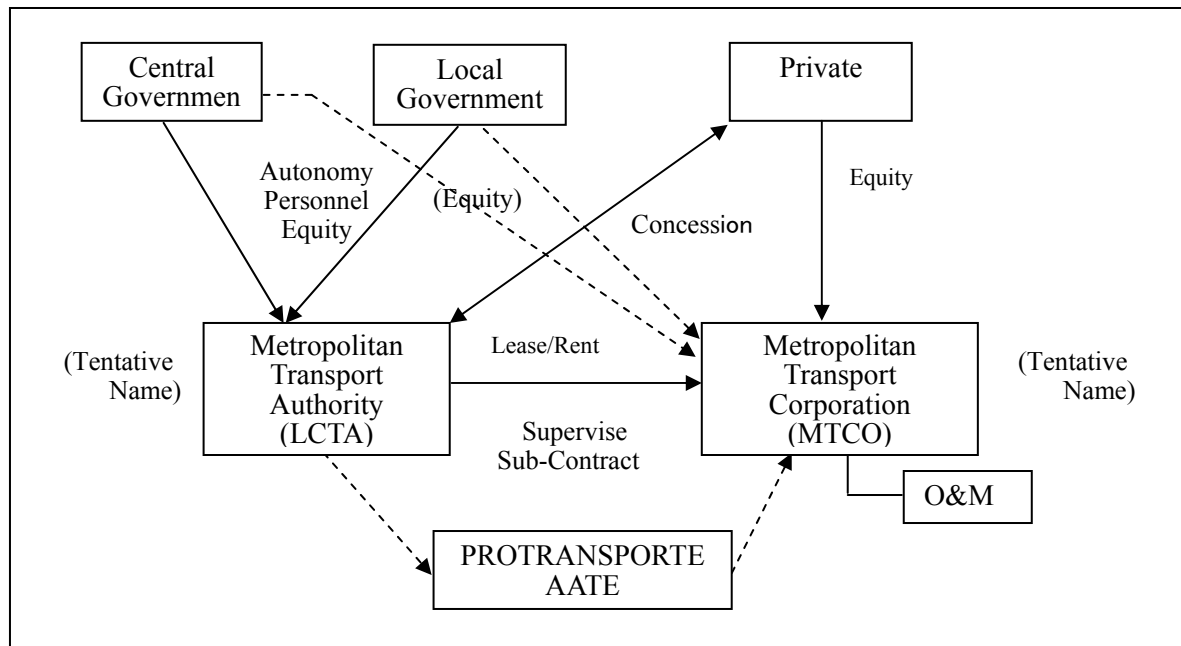 Central
Governmen
Local
Government
Private
Autonomy
Personnel
Equity
(Equity)
Concession
Equity
(Tentative
Name)
Metropolitan
Transport
Authority
(LCTA)
Lease/Rent
Supervise
Sub-Contract
Metropolitan
Transport
Corporation
(MTCO)
(Tentative
Name)
O&M
PROTRANSPORTE
AATE